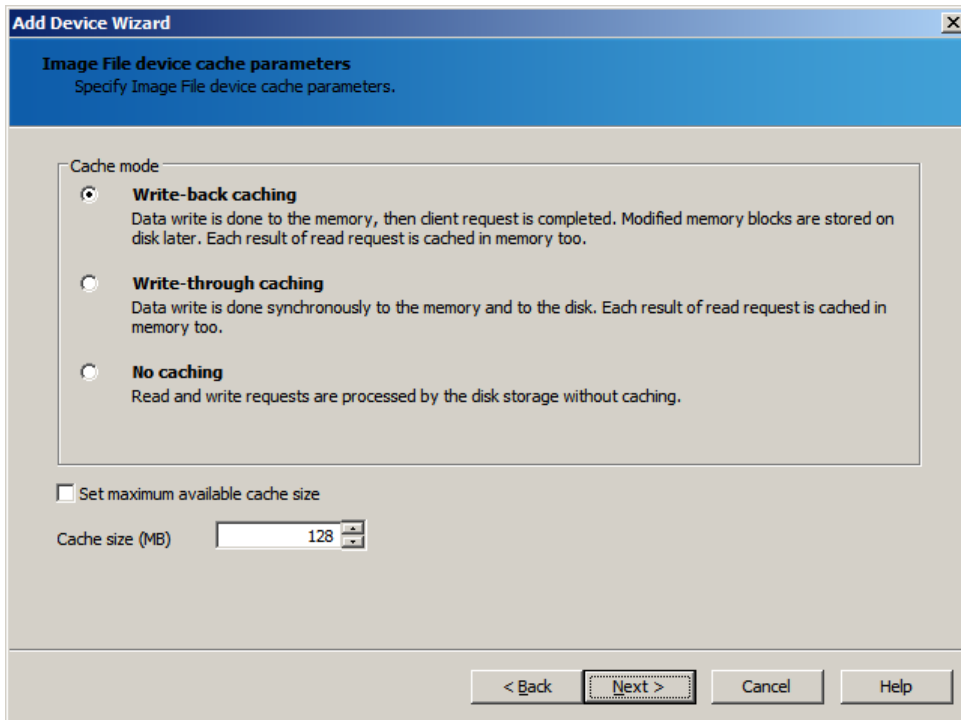 Add Device Wizard
Image File device cache parameters
Specify Image File device cache parameters.
Cache mode
Write-back caching
Data write is done to the memory, then client request is completed. Modified memory blocks are stored on
disk later. Each result of read request is cached in memory too.
Write-through caching
Data write is done synchronously to the memory and to the disk. Each result of read request is cached in
memory too.
No caching
Read and write requests are processed by the disk storage without caching.
Set maximum available cache size
Cache size (MB) 128
< Back Next > Cancel Help